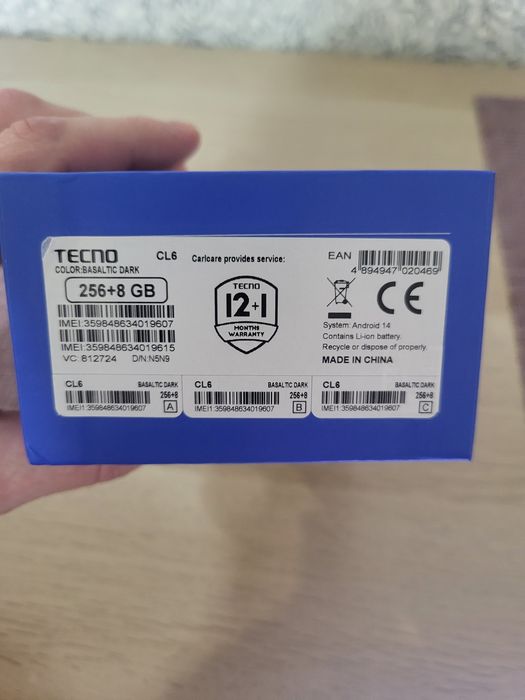 TECNO CL6
COLOR:BASALTIC DARK
256+8 GB
IMEI:359848634019607
IMEI:359848634019615
VC: 812724 D/N:N5N9
Carlcare provides service:
TECNO
12+1
MONTHS
WARRANTY
EAN
4 894947 020469
CE
System: Android 14
Contains Li-ion battery.
Recycle or dispose of properly.
MADE IN CHINA
CL6 BASALTIC DARK
256+8
IMEI1:359848634019607 A
CL6 BASALTIC DARK
256+8
IMEI1:359848634019607 B
CL6 BASALTIC DARK
256+8
IMEI1:359848634019607 C